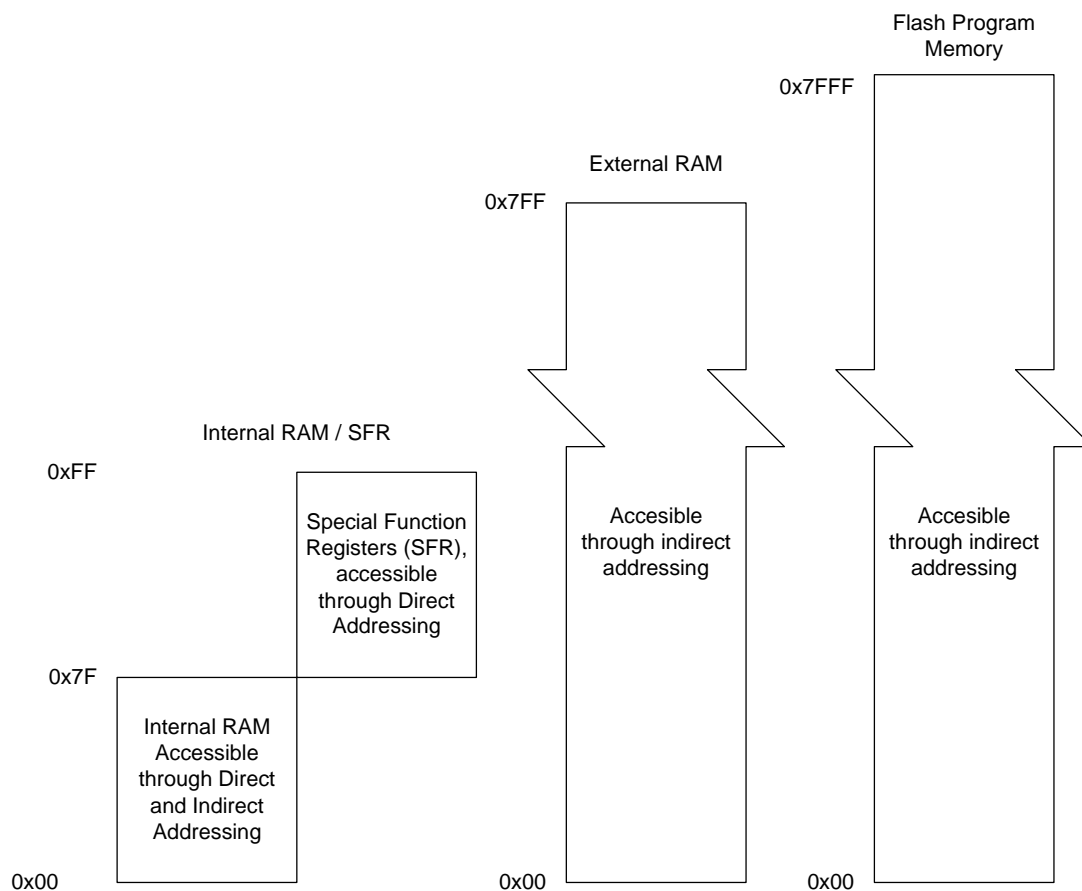 Flash Program
Memory
0x7FFF
External RAM
0x7FF
Internal RAM / SFR
0xFF
Special Function
Registers (SFR),
accessible
through Direct
Addressing
Accesible
through indirect
addressing
Accesible
through indirect
addressing
0x7F
Internal RAM
Accessible
through Direct
and Indirect
Addressing
0x00
0x00
0x00